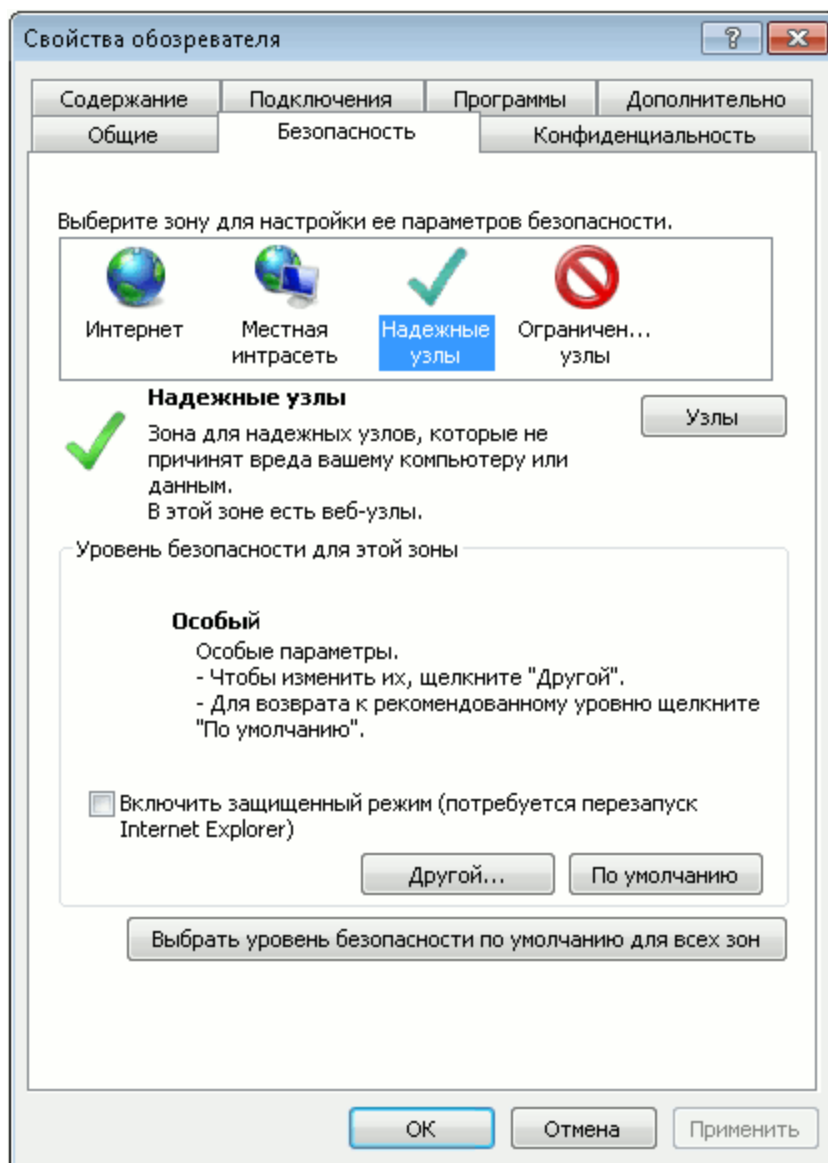 Свойства обозревателя
Содержание Подключения Программы Дополнительно
Общие Безопасность Конфиденциальность
Выберите зону для настройки ее параметров безопасности.
Интернет Местная Надежные Ограничен...
интрасеть узлы узлы
Надежные узлы
Узлы
Зона для надежных узлов, которые не
причинят вреда вашему компьютеру или
данным.
В этой зоне есть веб-узлы.
Уровень безопасности для этой зоны
Особый
Особые параметры.
- Чтобы изменить их, щелкните "Другой".
- Для возврата к рекомендованному уровню щелкните
"По умолчанию".
Включить защищенный режим (потребуется перезапуск
Internet Explorer)
Другой... По умолчанию
Выбрать уровень безопасности по умолчанию для всех зон
ОК Отмена Применить